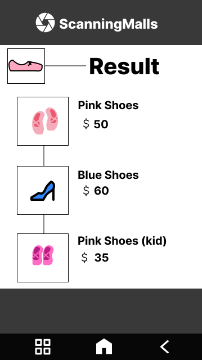 ScanningMalls
Result
Pink Shoes
$ 50
Blue Shoes
$ 60
Pink Shoes (kid)
$ 35